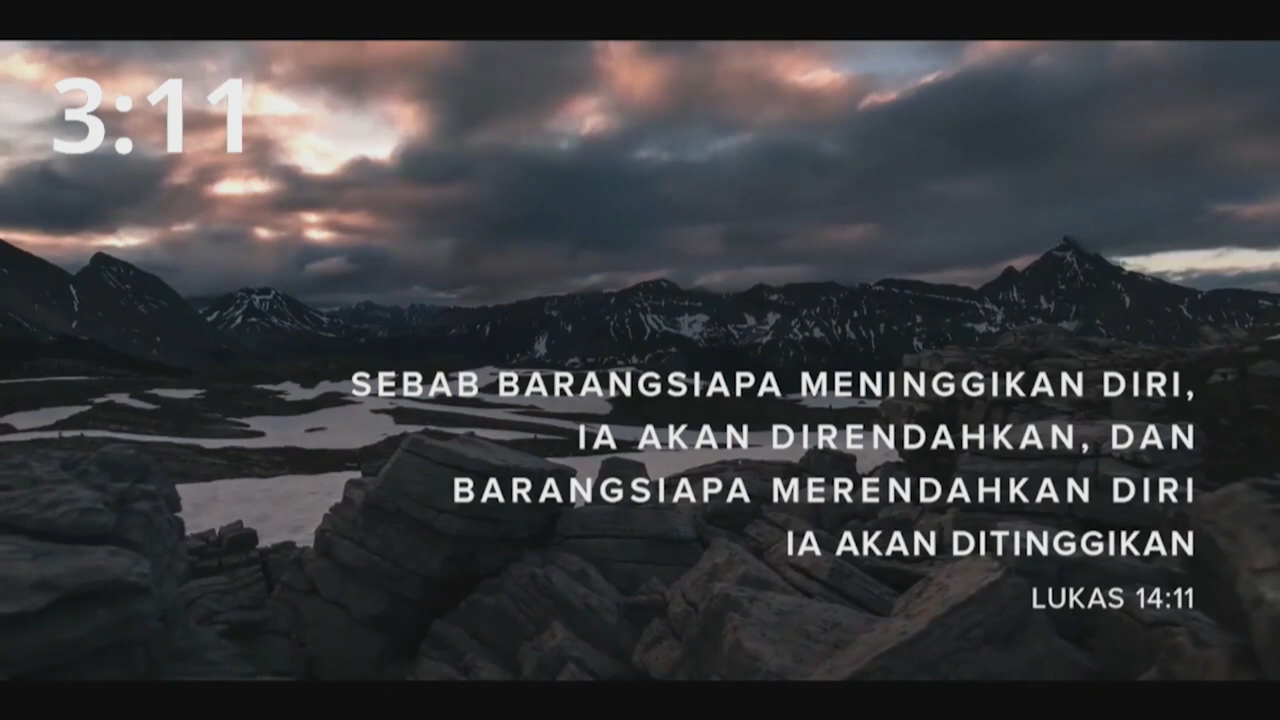 3:11
SEBAB BARANGSIAPA MENINGGIKAN DIRI,
IA AKAN DIRENDAHKAN, DAN
BARANGSIAPA MERENDAHKAN DIRI
IA AKAN DITINGGIKAN
LUKAS 14:11